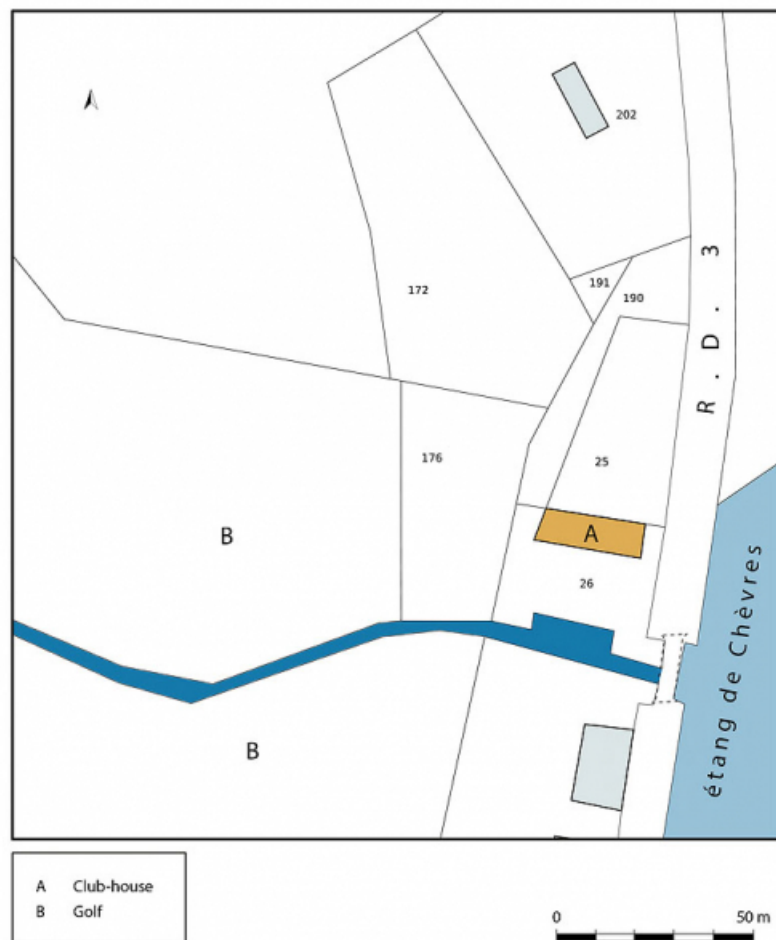 202
R . D . 3
191
172
190
176
25
B
A
26
étang de Chèvres
B
A Club-house
B Golf
0 50 m